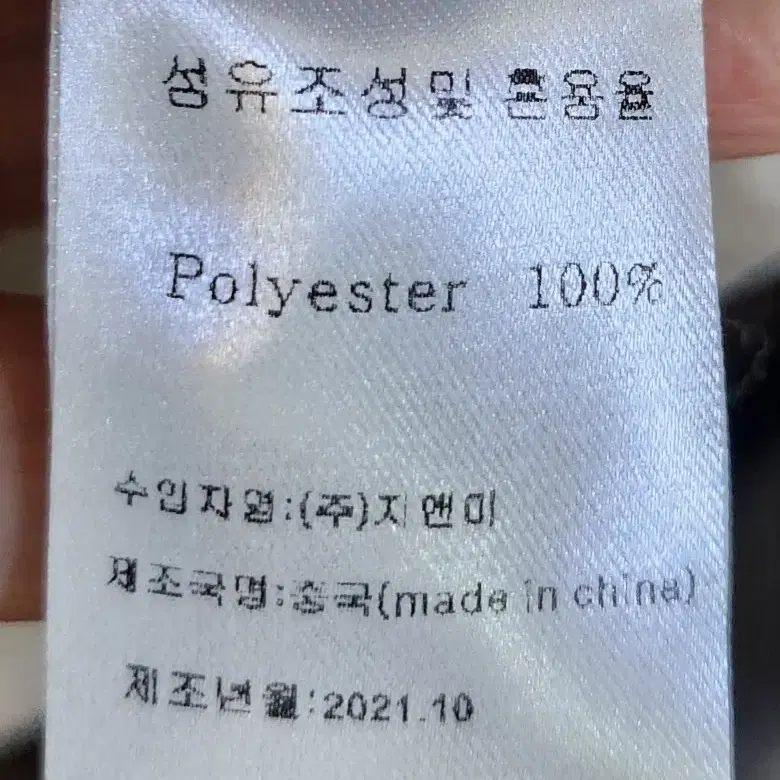 섬유조성및 혼용율
Polyester 100%
수입자명:(주)지앤미
제조국명:중국(made in china)
제조년월:2021.10